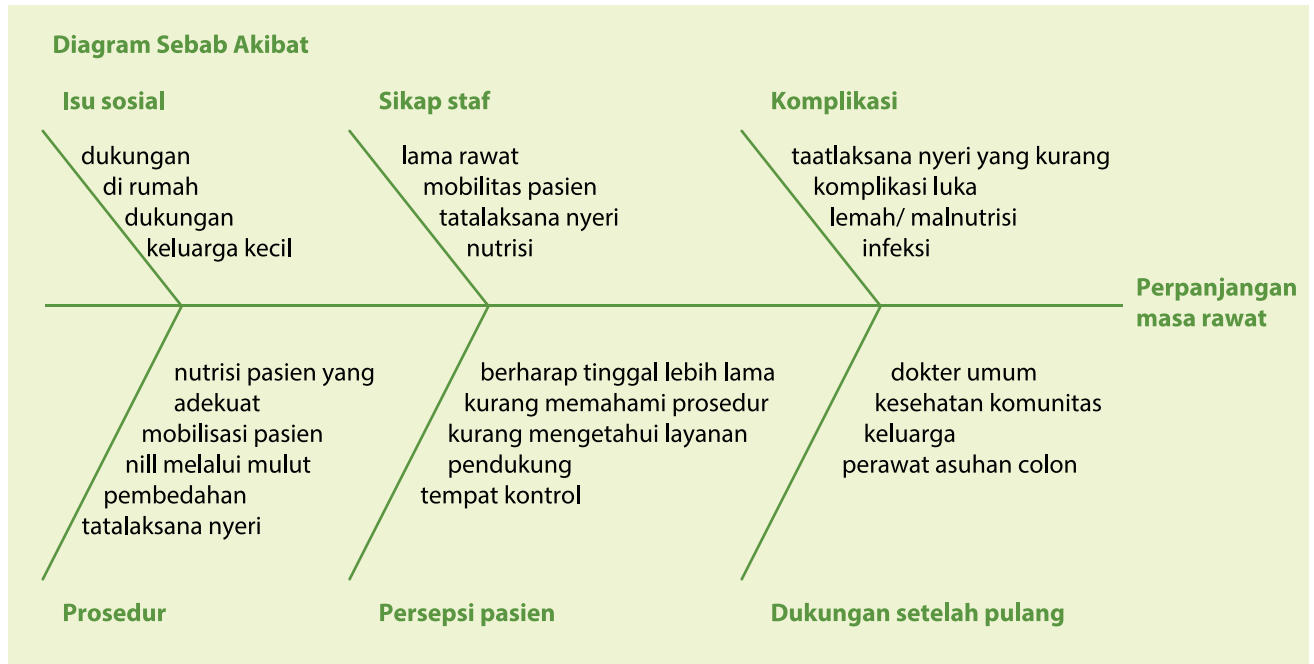 Diagram Sebab Akibat
Isu sosial
dukungan
di rumah
dukungan
keluarga kecil
Sikap staf
lama rawat
mobilitas pasien
tatalaksana nyeri
nutrisi
Komplikasi
taatlaksana nyeri yang kurang
komplikasi luka
lemah/ malnutrisi
infeksi
Perpanjangan
masa rawat
nutrisi pasien yang
adekuat
mobilisasi pasien
nill melalui mulut
pembedahan
tatalaksana nyeri
Prosedur
berharap tinggal lebih lama
kurang memahami prosedur
kurang mengetahui layanan
pendukung
tempat kontrol
Persepsi pasien
dokter umum
kesehatan komunitas
keluarga
perawat asuhan colon
Dukungan setelah pulang